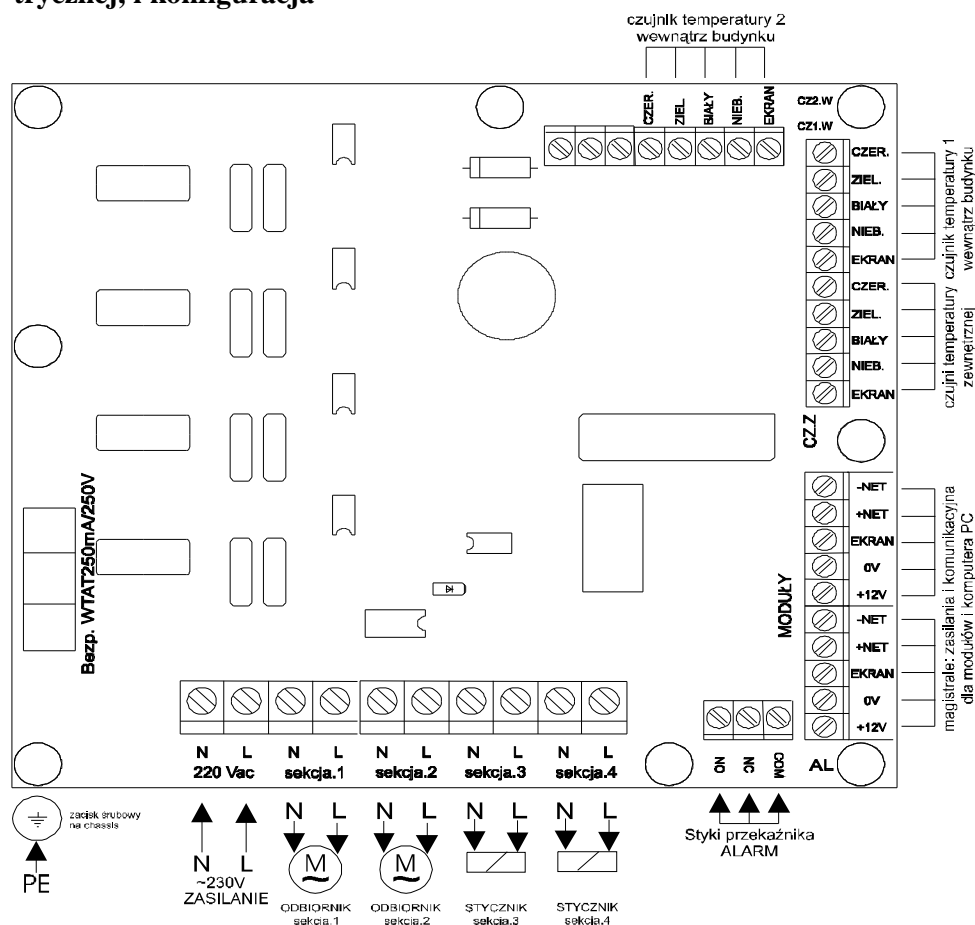 trycznej, i konfiguracja
czujnik temperatury 2
wewnątrz budynku
CZER.
ZIEL.
BIAŁY
NIEB.
EKRAN
CZ2.W
CZ1.W
CZER.
ZIEL.
BIAŁY
NIEB.
EKRAN
czujnik temperatury 1
wewnątrz budynku
CZER.
ZIEL.
BIAŁY
NIEB.
EKRAN
czujni temperatury
zewnętrznej
CZ.Z
-NET
+NET
EKRAN
0V
+12V
-NET
+NET
EKRAN
0V
+12V
MODUŁY
magistrale: zasilania i komunikacyjna
dla modułów i komputera PC
Bezp. WTAT250mA/250V
N L N L N L N L N L
220 Vac sekcja.1 sekcja.2 sekcja.3 sekcja.4
NO
NC
COM
AL
zacisk śrubowy
na chassis
PE
N L
~230V
ZASILANIE
N L N L N L N L
M
~
M
~
ODBIORNIK
sekcja.1
ODBIORNIK
sekcja.2
STYCZNIK
sekcja.3
STYCZNIK
sekcja.4
Styki przekaźnika
ALARM